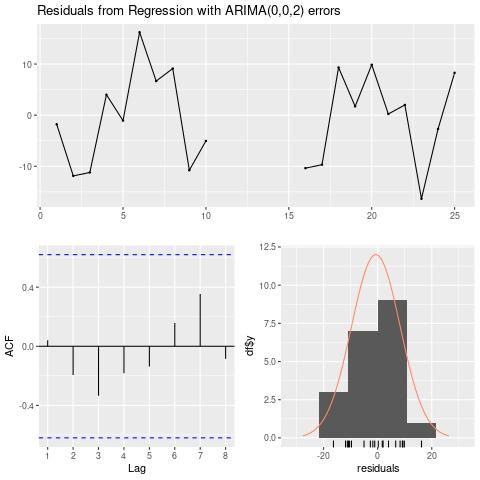 Residuals from Regression with ARIMA(0,0,2) errors
10
0
-10
0 5 10 15 20 25
ACF
0.4
0.0
-0.4
1 2 3 4 5 6 7 8
Lag
df$y
12.5
10.0
7.5
5.0
2.5
0.0
-20 0 20
residuals